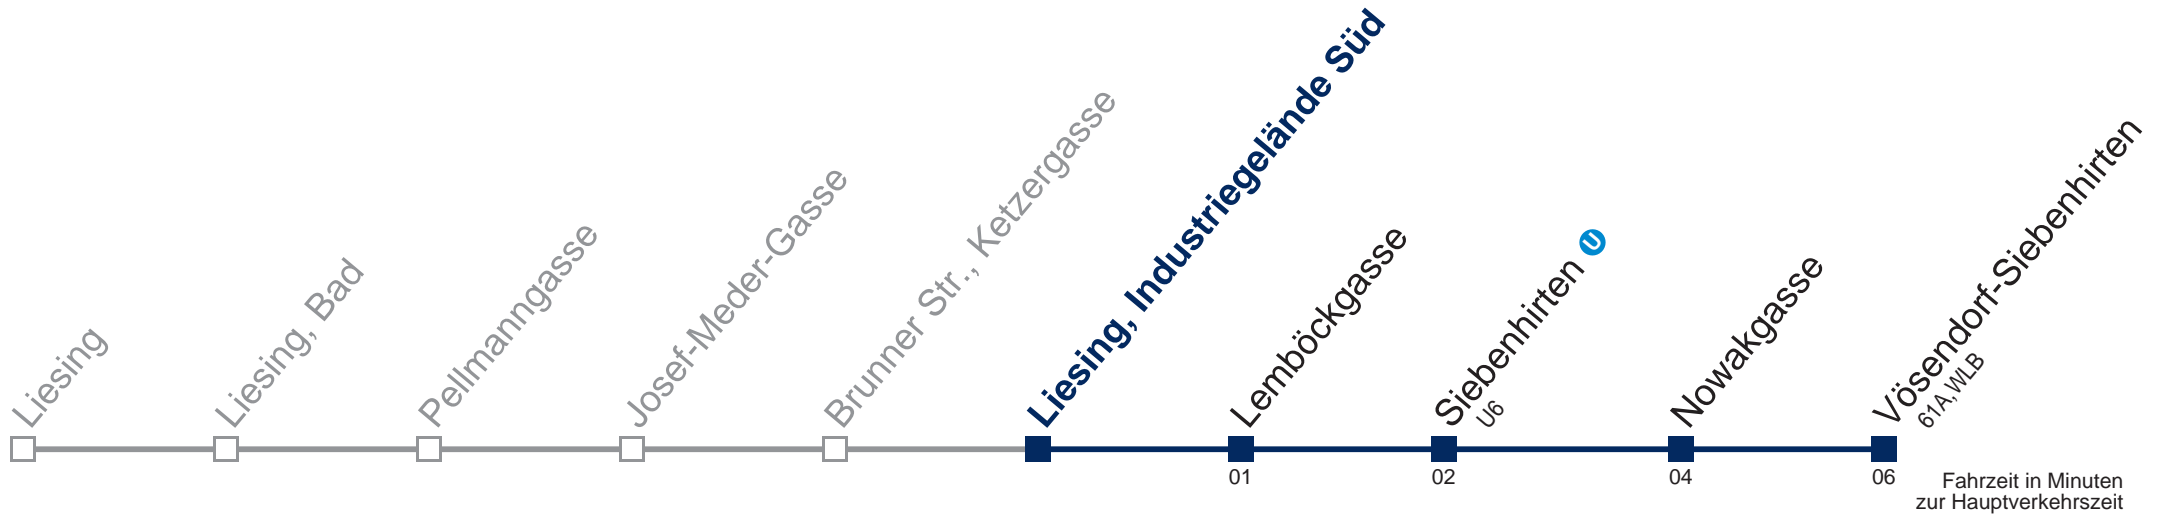 Liesing
Liesing, Bad
Pellmanngasse
Josef-Meder-Gasse
Brunner Str., Ketzergasse
Liesing, Industriegelände Süd
Lemböckgasse
Siebenhirten U
U6
Nowakgasse
Vösendorf-Siebenhirten
61A,WLB
01
02
04
06
Fahrzeit in Minuten
zur Hauptverkehrszeit